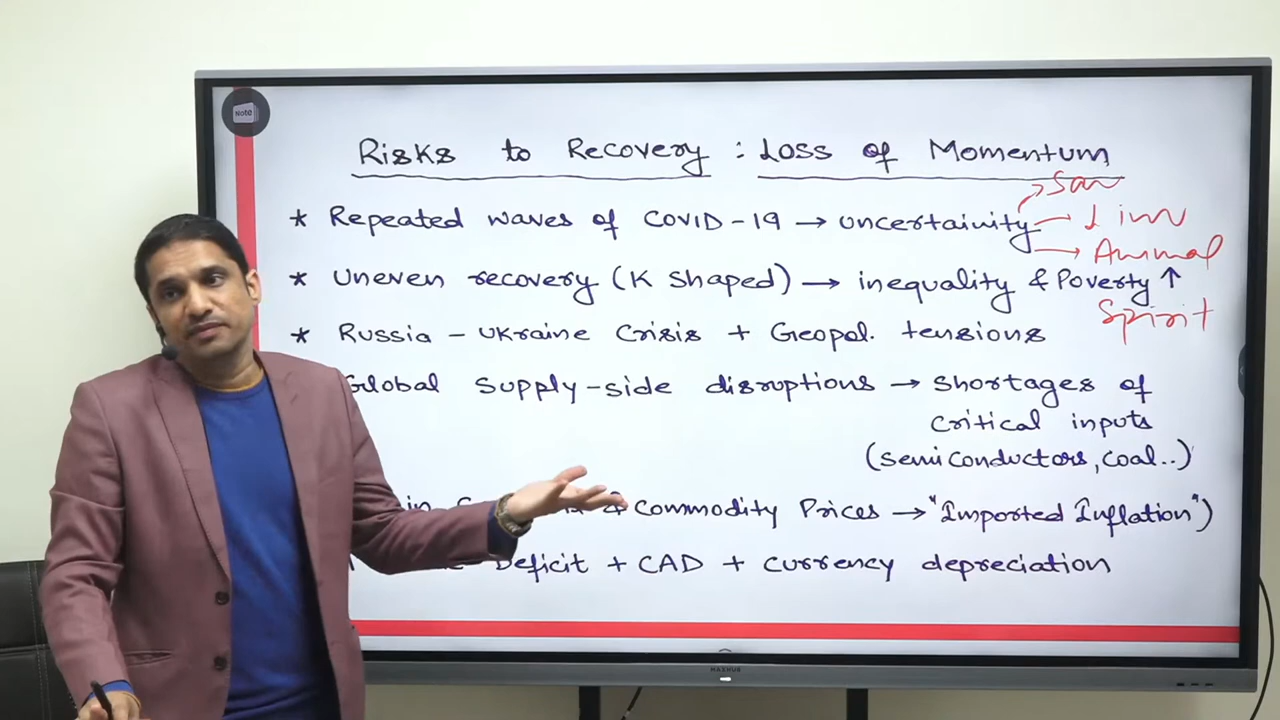 Note
Risks to Recovery : Loss of Momentum
* Repeated waves of COVID-19 → uncertainity → Sav
→ ↓ inv
→ Animal
Spirit
* Uneven recovery (K shaped) → inequality & Poverty ↑
* Russia - Ukraine Crisis + Geopol. tensions
Global supply-side disruptions → shortages of
critical inputs
(semiconductors, coal..)
in & Commodity Prices → "Imported Inflation")
Deficit + CAD + currency depreciation
MAXHUB